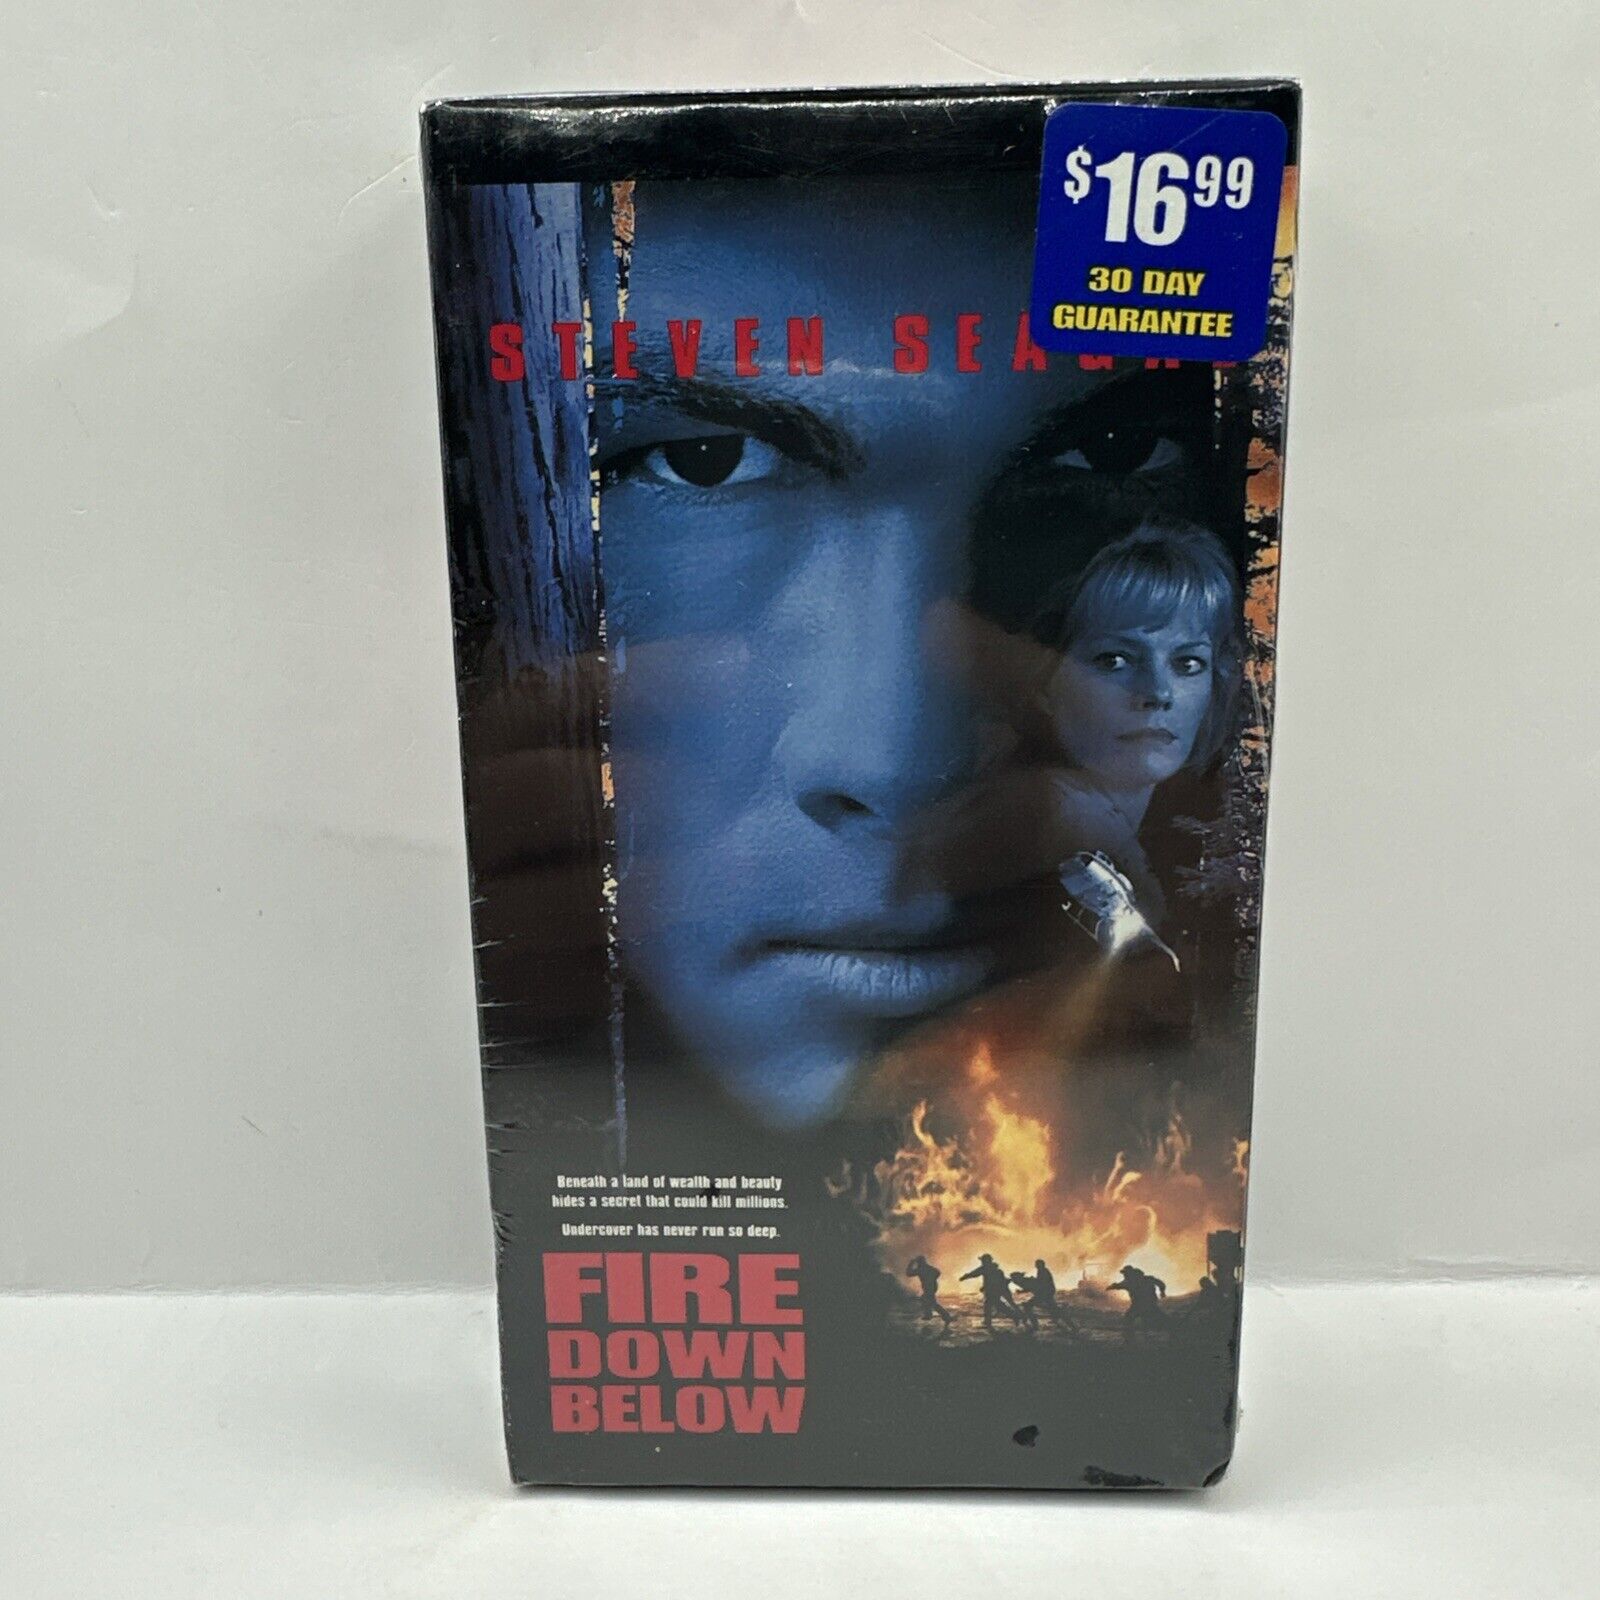 $16.99
30 DAY
GUARANTEE
STEVEN SEAGAL
Beneath a land of wealth and beauty
hides a secret that could kill millions.
Undercover has never run so deep.
FIRE
DOWN
BELOW